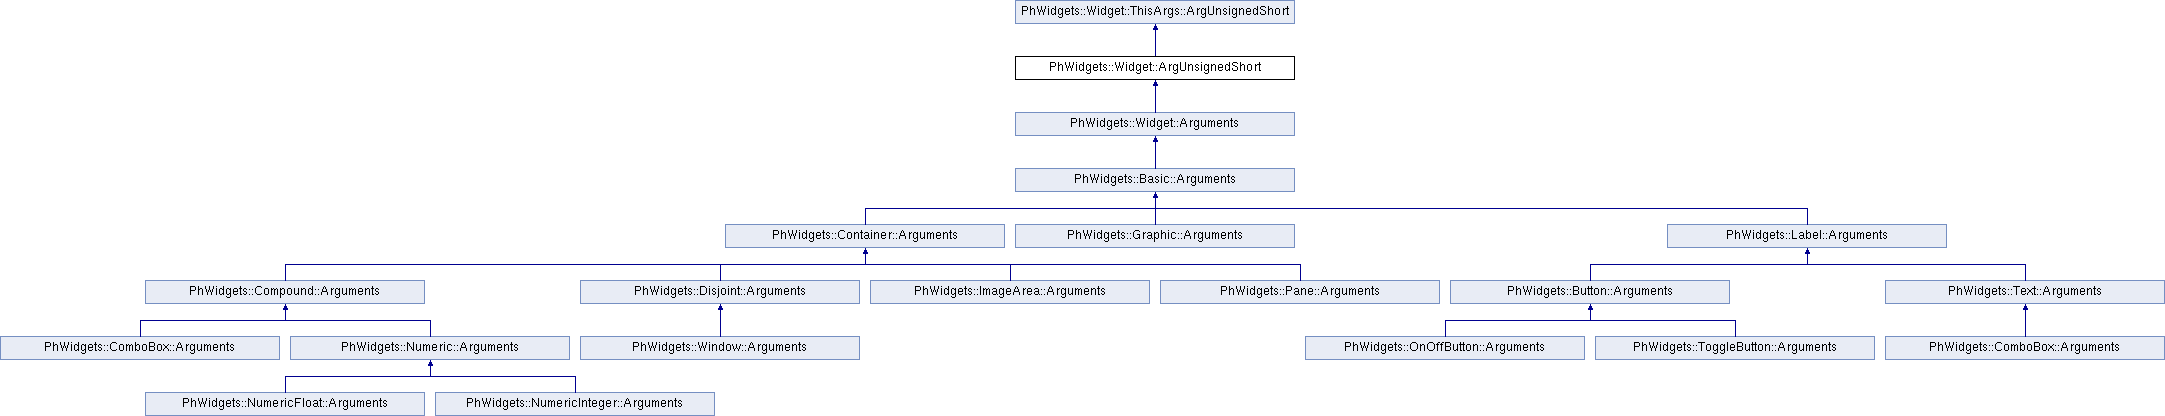 PhWidgets::Widget::ThisArgs::ArgUnsignedShort
PhWidgets::Widget::ArgUnsignedShort
PhWidgets::Widget::Arguments
PhWidgets::Basic::Arguments
PhWidgets::Container::Arguments
PhWidgets::Graphic::Arguments
PhWidgets::Label::Arguments
PhWidgets::Compound::Arguments
PhWidgets::Disjoint::Arguments
PhWidgets::ImageArea::Arguments
PhWidgets::Pane::Arguments
PhWidgets::Button::Arguments
PhWidgets::Text::Arguments
PhWidgets::ComboBox::Arguments
PhWidgets::Numeric::Arguments
PhWidgets::Window::Arguments
PhWidgets::OnOffButton::Arguments
PhWidgets::ToggleButton::Arguments
PhWidgets::ComboBox::Arguments
PhWidgets::NumericFloat::Arguments
PhWidgets::NumericInteger::Arguments